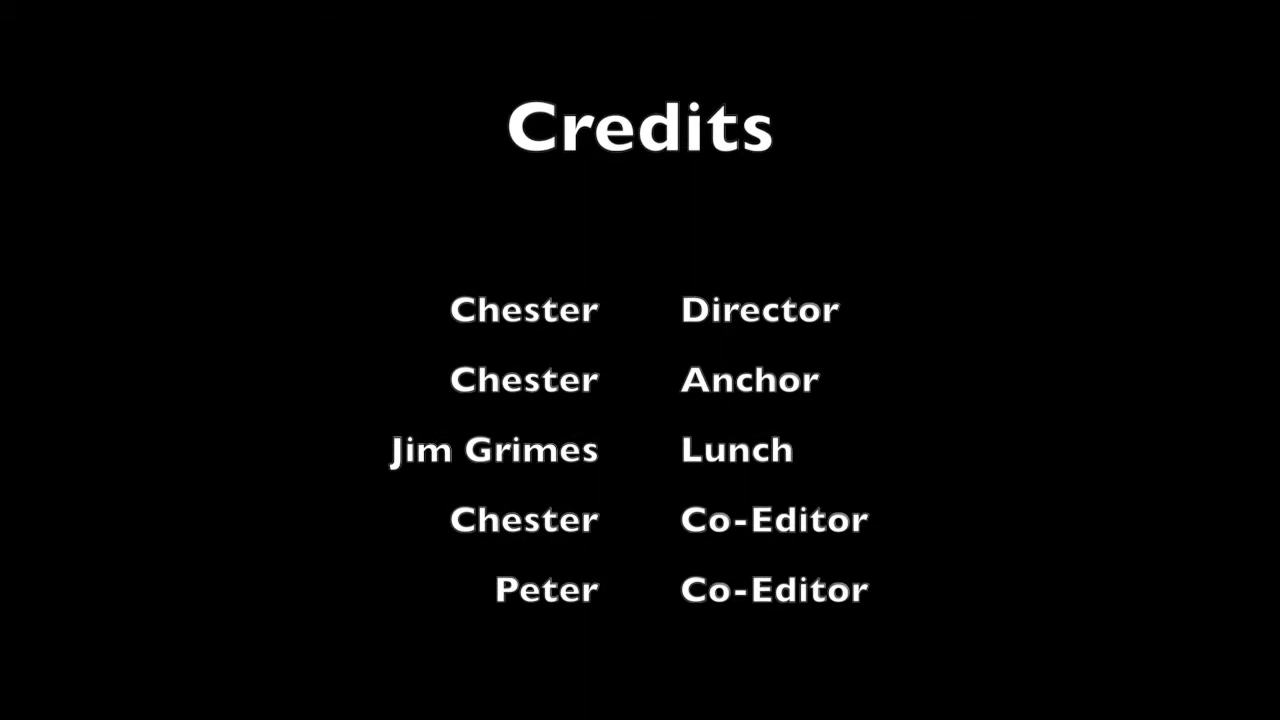 Credits
Chester Director
Chester Anchor
Jim Grimes Lunch
Chester Co-Editor
Peter Co-Editor